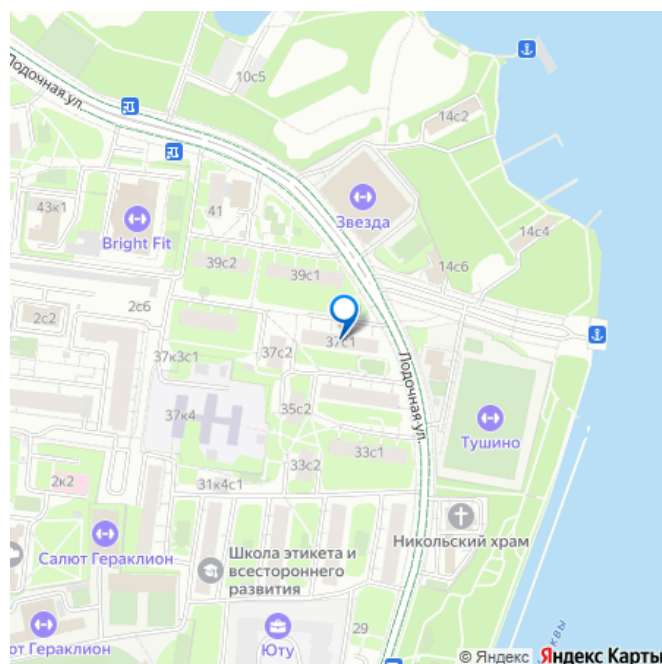 10с5
Лодочная ул.
14с2
43к1
Bright Fit
41
Звезда
14с4
39с2
39с1
14с6
2с6
2с2
37с1
37к3с1
37с2
Лодочная ул.
35с2
37к4
Тушино
33с1
33с2
2к2
31к4с1
Никольский храм
Салют Гераклион
Школа этикета и
всестороннего
развития
ют Гераклион
Юту
29
квы
© Яндекс Яндекс Карты